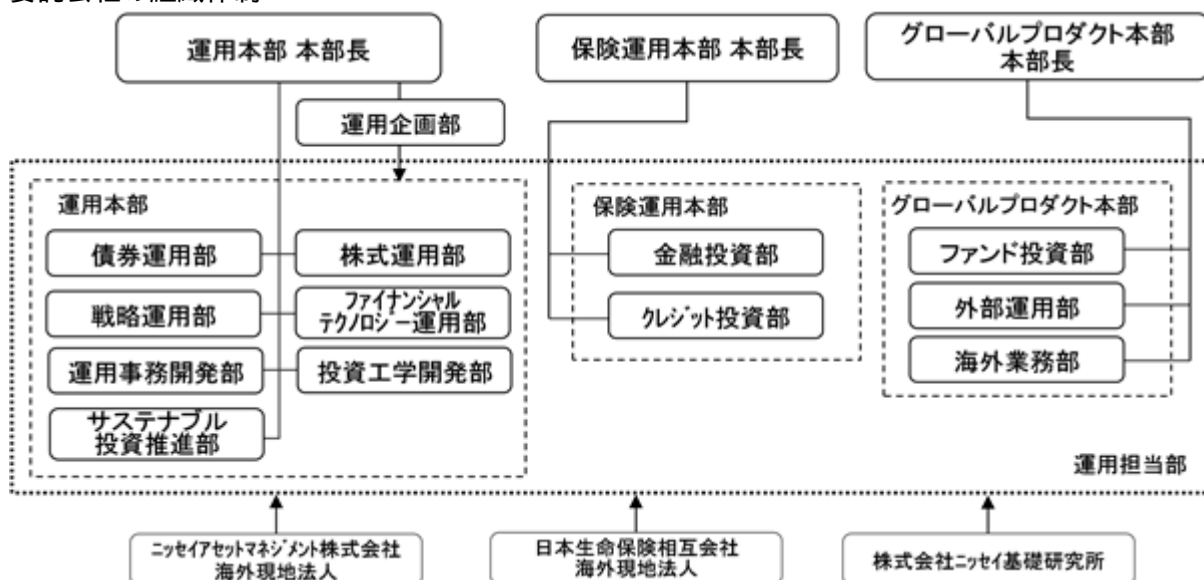 運用本部 本部長
保険運用本部 本部長
グローバルプロダクト本部
本部長
運用企画部
運用本部
債券運用部
株式運用部
戦略運用部
ファイナンシャル
テクノロジー運用部
運用事務開発部
投資工学開発部
サステナブル
投資推進部
保険運用本部
金融投資部
クレジット投資部
グローバルプロダクト本部
ファンド投資部
外部運用部
海外業務部
運用担当部
ニッセイアセットマネジメント株式会社
海外現地法人
日本生命保険相互会社
海外現地法人
株式会社ニッセイ基礎研究所